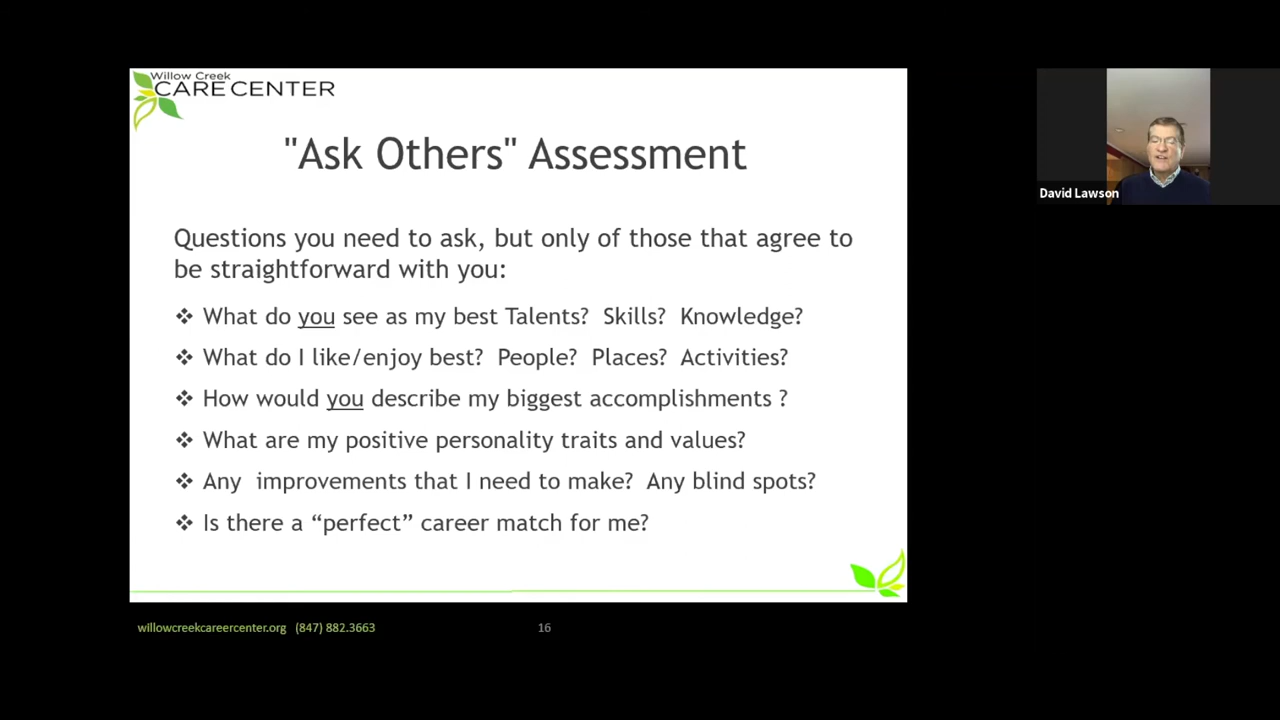 Willow Creek
CARE CENTER
"Ask Others" Assessment
Questions you need to ask, but only of those that agree to
be straightforward with you:
❖ What do you see as my best Talents?  Skills?  Knowledge?
❖ What do I like/enjoy best?  People?  Places?  Activities?
❖ How would you describe my biggest accomplishments ?
❖ What are my positive personality traits and values?
❖ Any  improvements that I need to make?  Any blind spots?
❖ Is there a “perfect” career match for me?
willowcreekcareercenter.org   (847) 882.3663
16
David Lawson